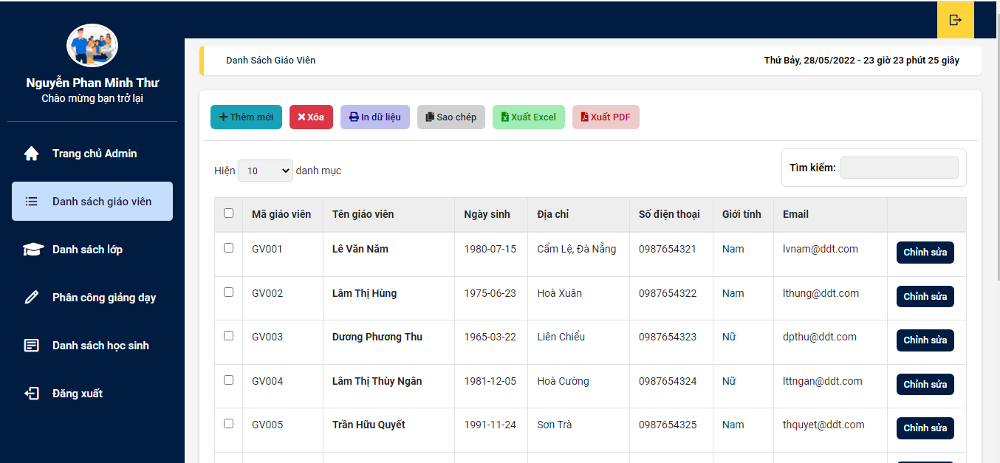 Nguyễn Phan Minh Thư
Chào mừng bạn trở lại
Trang chủ Admin
Danh sách giáo viên
Danh sách lớp
Phân công giảng dạy
Danh sách học sinh
Đăng xuất
Danh Sách Giáo Viên Thứ Bảy, 28/05/2022 - 23 giờ 23 phút 25 giây
Thêm mới Xóa In dữ liệu Sao chép Xuất Excel Xuất PDF
Hiện 10 danh mục Tìm kiếm:
Mã giáo viên Tên giáo viên Ngày sinh Địa chỉ Số điện thoại Giới tính Email
GV001 Lê Văn Năm 1980-07-15 Cẩm Lệ, Đà Nẵng 0987654321 Nam lvnam@ddt.com Chỉnh sửa
GV002 Lâm Thị Hùng 1975-06-23 Hoà Xuân 0987654322 Nam lthung@ddt.com Chỉnh sửa
GV003 Dương Phương Thu 1965-03-22 Liên Chiểu 0987654323 Nữ dpthu@ddt.com Chỉnh sửa
GV004 Lâm Thị Thùy Ngân 1981-12-05 Hoà Cường 0987654324 Nữ lttngan@ddt.com Chỉnh sửa
GV005 Trần Hữu Quyết 1991-11-24 Sơn Trà 0987654325 Nam thquyet@ddt.com Chỉnh sửa